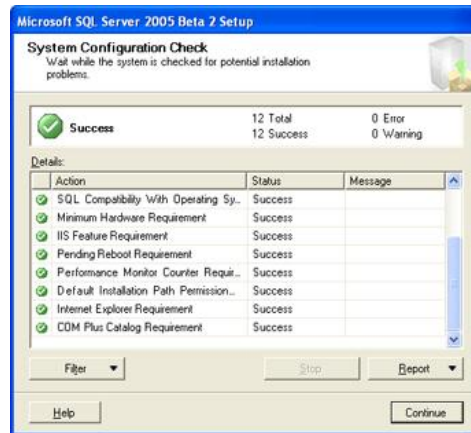 Microsoft SQL Server 2005 Beta 2 Setup
System Configuration Check
Wait while the system is checked for potential installation
problems.
Success
12 Total
0 Error
12 Success
0 Warning
Details:
Action Status Message
SQL Compatibility With Operating Sy... Success
Minimum Hardware Requirement Success
IIS Feature Requirement Success
Pending Reboot Requirement Success
Performance Monitor Counter Requir... Success
Default Installation Path Permission... Success
Internet Explorer Requirement Success
COM Plus Catalog Requirement Success
Filter
Stop
Report
Help
Continue